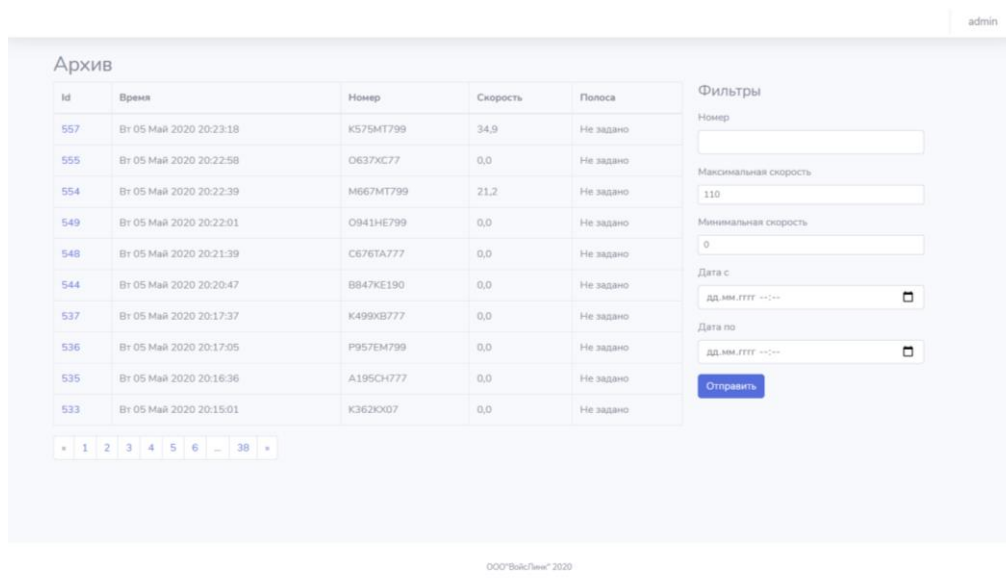 admin
Архив
Id Время Номер Скорость Полоса
557 Вт 05 Май 2020 20:23:18 K575MT799 34,9 Не задано
555 Вт 05 Май 2020 20:22:58 O637XC77 0,0 Не задано
554 Вт 05 Май 2020 20:22:39 M667MT799 21,2 Не задано
549 Вт 05 Май 2020 20:22:01 O941HE799 0,0 Не задано
548 Вт 05 Май 2020 20:21:39 C676TA777 0,0 Не задано
544 Вт 05 Май 2020 20:20:47 B847KE190 0,0 Не задано
537 Вт 05 Май 2020 20:17:37 K499XB777 0,0 Не задано
536 Вт 05 Май 2020 20:17:05 P957EM799 0,0 Не задано
535 Вт 05 Май 2020 20:16:36 A195CH777 0,0 Не задано
533 Вт 05 Май 2020 20:15:01 K362KX07 0,0 Не задано
« 1 2 3 4 5 6 ... 38 »
Фильтры
Номер
Максимальная скорость
110
Минимальная скорость
0
Дата с
дд.мм.гггг --:--
Дата по
дд.мм.гггг --:--
Отправить
ООО"ВойсЛинк" 2020